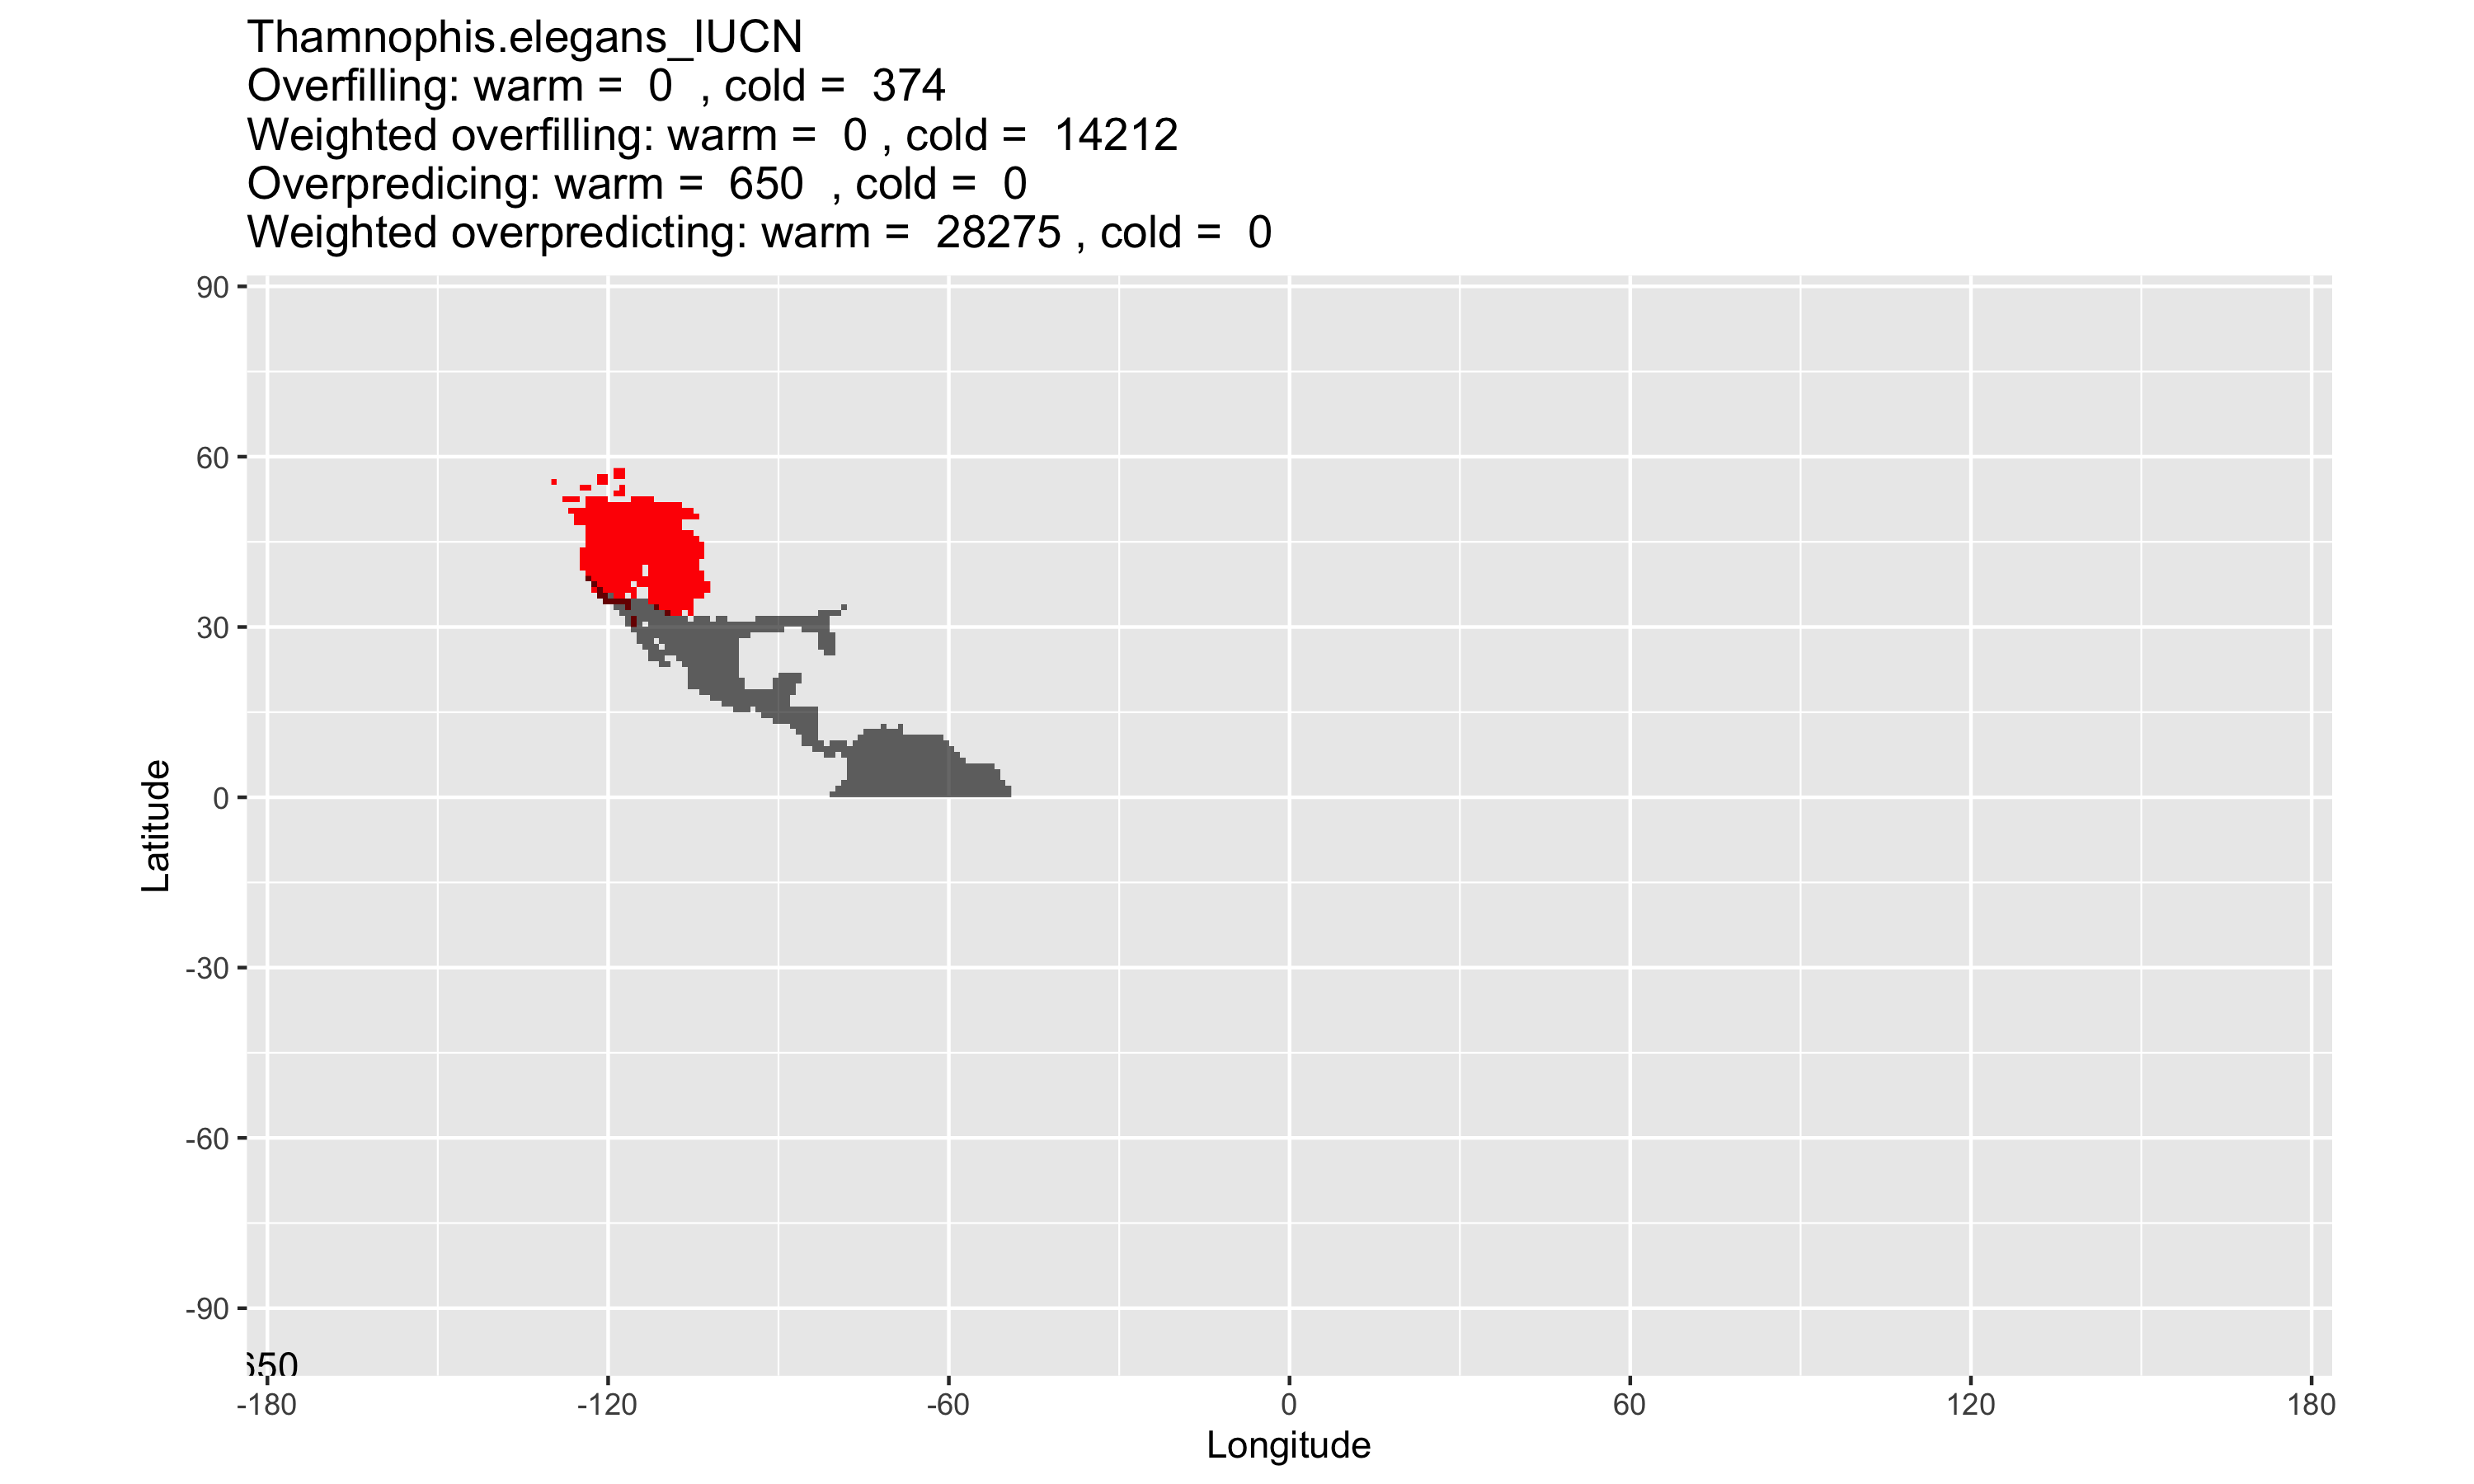 Thamnophis.elegans_IUCN
Overfilling: warm =  0  , cold =  374
Weighted overfilling: warm =  0 , cold =  14212
Overpredicing: warm =  650  , cold =  0
Weighted overpredicting: warm =  28275 , cold =  0
90
60
30
0
-30
-60
-90
Latitude
50
-180 -120 -60 0 60 120 180
Longitude